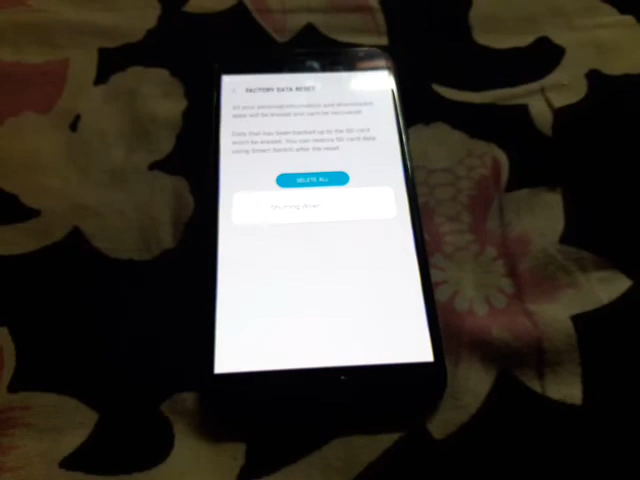 FACTORY DATA RESET
All your personal information and downloaded
apps will be erased and can't be recovered.
Data that has been backed up to the SD card
won't be erased. You can restore SD card data
using Smart Switch after the reset.
DELETE ALL
Shutting down